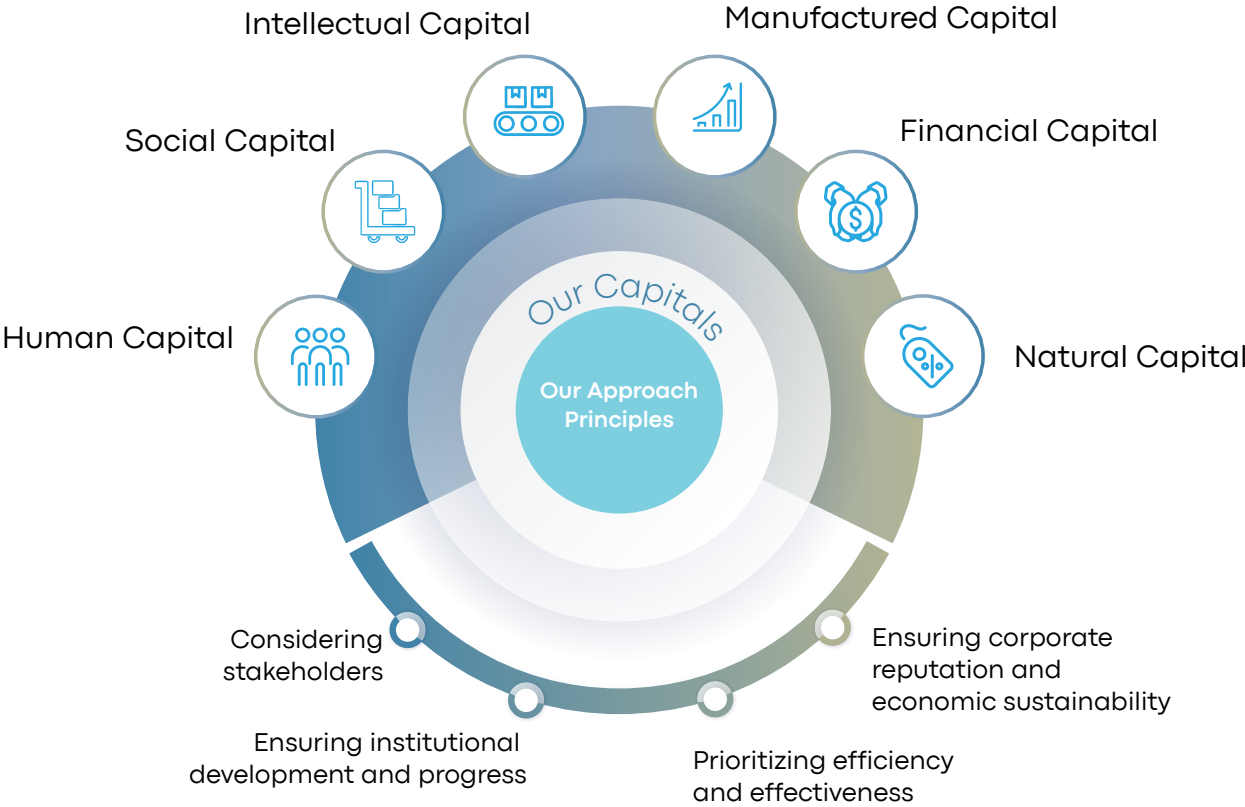 Intellectual Capital
Manufactured Capital
Social Capital
Financial Capital
Human Capital
Natural Capital
Our Capitals
Our Approach
Principles
Considering
stakeholders
Ensuring institutional
development and progress
Prioritizing efficiency
and effectiveness
Ensuring corporate
reputation and
economic sustainability
$
%